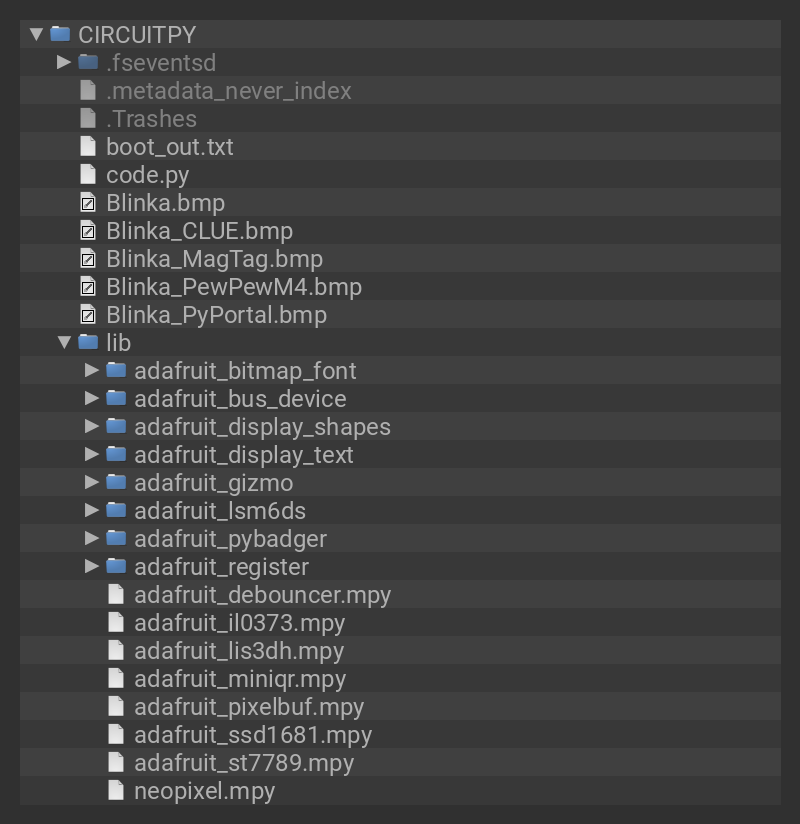 CIRCUITPY
.fseventsd
.metadata_never_index
.Trashes
boot_out.txt
code.py
Blinka.bmp
Blinka_CLUE.bmp
Blinka_MagTag.bmp
Blinka_PewPewM4.bmp
Blinka_PyPortal.bmp
lib
adafruit_bitmap_font
adafruit_bus_device
adafruit_display_shapes
adafruit_display_text
adafruit_gizmo
adafruit_lsm6ds
adafruit_pybadger
adafruit_register
adafruit_debouncer.mpy
adafruit_il0373.mpy
adafruit_lis3dh.mpy
adafruit_miniqr.mpy
adafruit_pixelbuf.mpy
adafruit_ssd1681.mpy
adafruit_st7789.mpy
neopixel.mpy